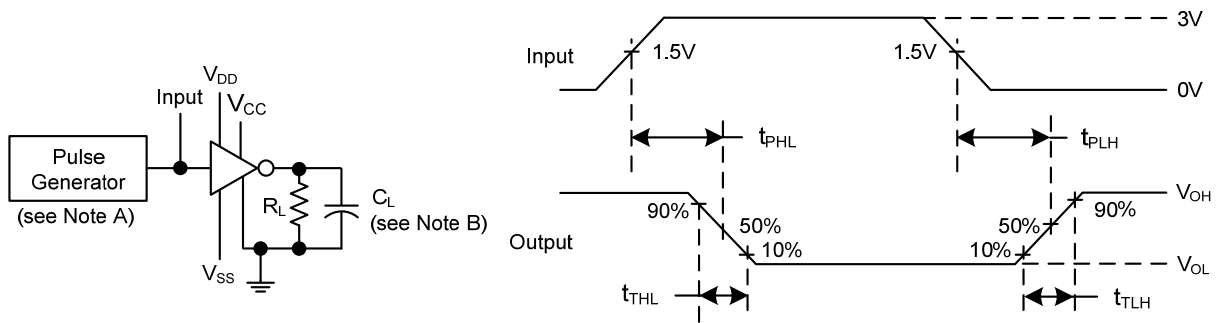 V_DD
Input
V_CC
Pulse
Generator
(see Note A)
R_L
C_L
(see Note B)
V_SS
3V
Input
1.5V
1.5V
0V
t_PHL
t_PLH
V_OH
90%
90%
Output
50%
50%
10%
10%
V_OL
t_THL
t_TLH